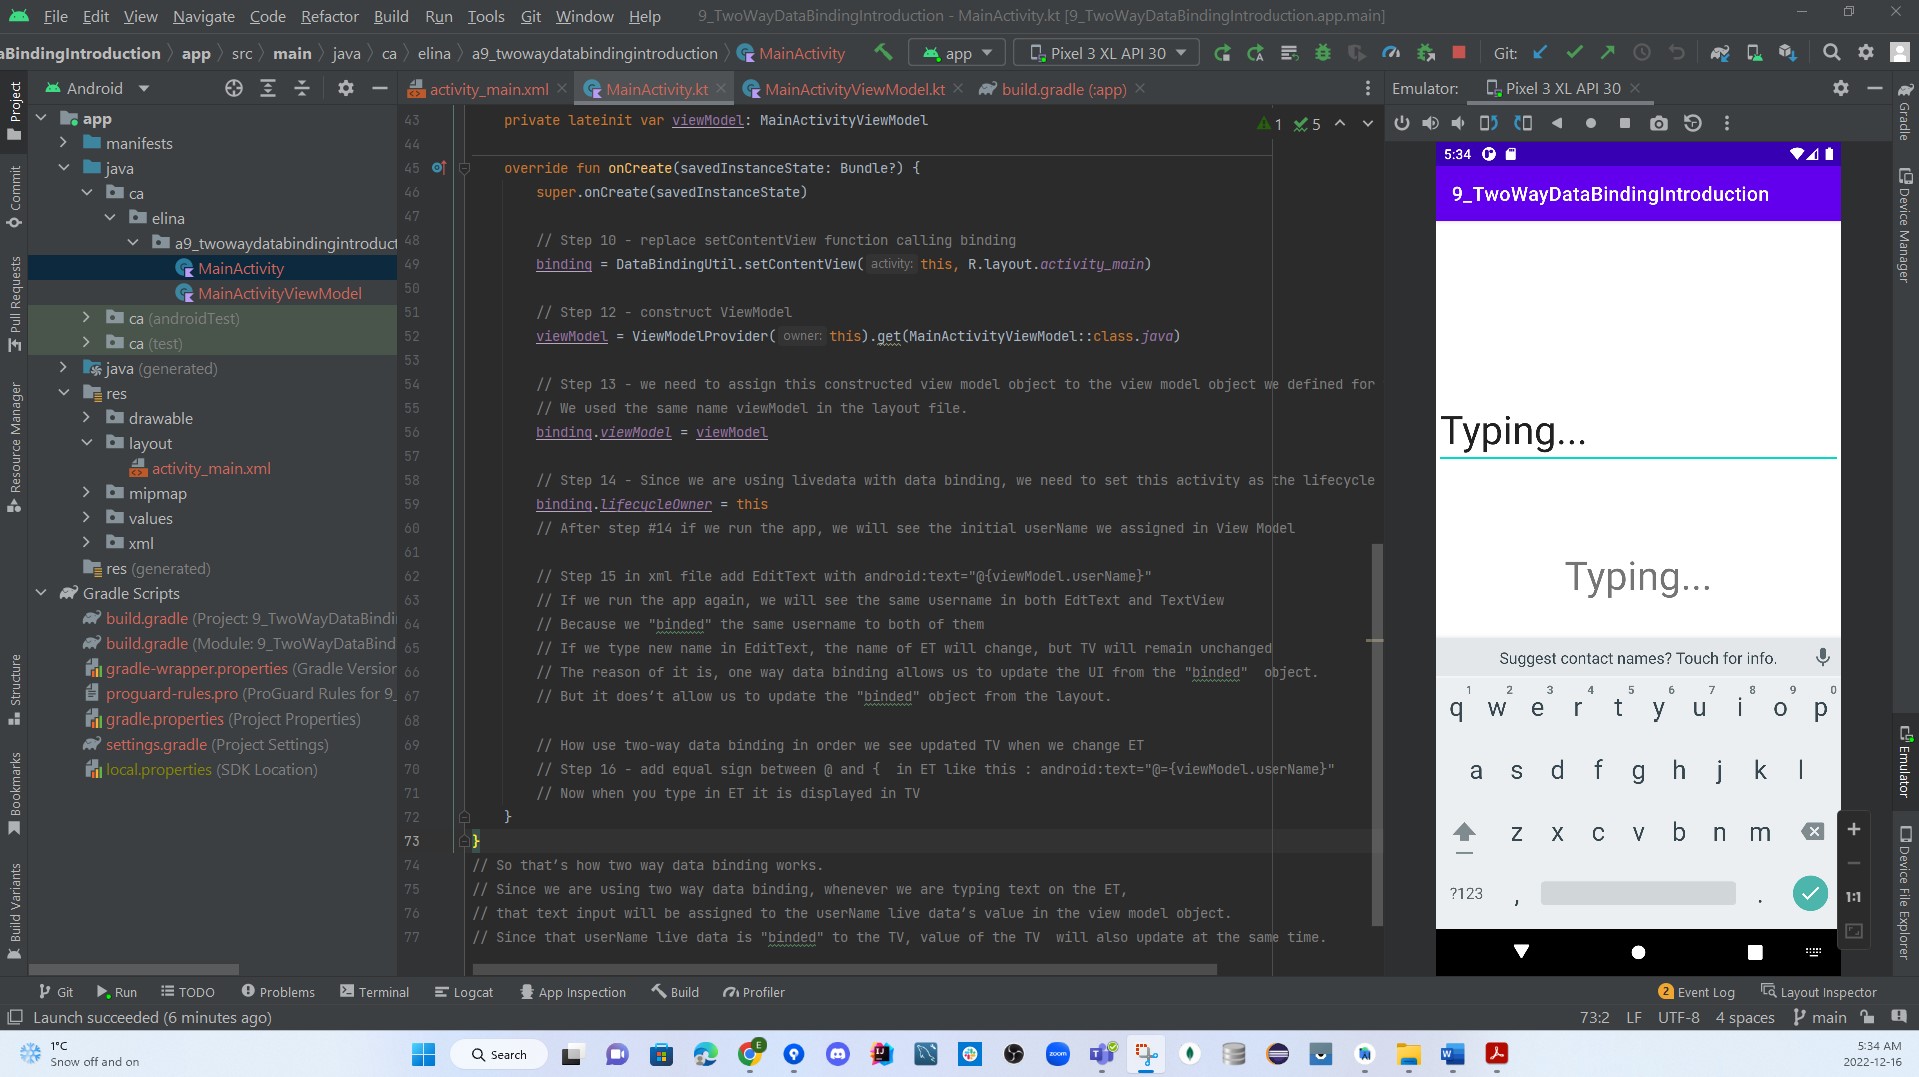 File Edit View Navigate Code Refactor Build Run Tools Git Window Help 9_TwoWayDataBindingIntroduction - MainActivity.kt [9_TwoWayDataBindingIntroduction.app.main]
aBindingIntroduction app src main java ca elina a9_twowaydatabindingintroduction MainActivity app Pixel 3 XL API 30 Git:
Android activity_main.xml MainActivity.kt MainActivityViewModel.kt build.gradle (:app) Emulator: Pixel 3 XL API 30
Project
Commit
Pull Requests
Resource Manager
Structure
Bookmarks
Build Variants
app
manifests
java
ca
elina
a9_twowaydatabindingintroduct
MainActivity
MainActivityViewModel
ca (androidTest)
ca (test)
java (generated)
res
drawable
layout
activity_main.xml
mipmap
values
xml
res (generated)
Gradle Scripts
build.gradle (Project: 9_TwoWayDataBindi
build.gradle (Module: 9_TwoWayDataBind
gradle-wrapper.properties (Gradle Version
proguard-rules.pro (ProGuard Rules for 9_
gradle.properties (Project Properties)
settings.gradle (Project Settings)
local.properties (SDK Location)
1 5
43 private lateinit var viewModel: MainActivityViewModel
44
45 override fun onCreate(savedInstanceState: Bundle?) {
46 super.onCreate(savedInstanceState)
47
48 // Step 10 - replace setContentView function calling binding
49 binding = DataBindingUtil.setContentView( activity: this, R.layout.activity_main)
50
51 // Step 12 - construct ViewModel
52 viewModel = ViewModelProvider( owner: this).get(MainActivityViewModel::class.java)
53
54 // Step 13 - we need to assign this constructed view model object to the view model object we defined for
55 // We used the same name viewModel in the layout file.
56 binding.viewModel = viewModel
57
58 // Step 14 - Since we are using livedata with data binding, we need to set this activity as the lifecycle
59 binding.lifecycleOwner = this
60 // After step #14 if we run the app, we will see the initial userName we assigned in View Model
61
62 // Step 15 in xml file add EditText with android:text="@{viewModel.userName}"
63 // If we run the app again, we will see the same username in both EdtText and TextView
64 // Because we "binded" the same username to both of them
65 // If we type new name in EditText, the name of ET will change, but TV will remain unchanged
66 // The reason of it is, one way data binding allows us to update the UI from the "binded"  object.
67 // But it does't allow us to update the "binded" object from the layout.
68
69 // How use two-way data binding in order we see updated TV when we change ET
70 // Step 16 - add equal sign between @ and {  in ET like this : android:text="@={viewModel.userName}"
71 // Now when you type in ET it is displayed in TV
72 }
73 }
74 // So that's how two way data binding works.
75 // Since we are using two way data binding, whenever we are typing text on the ET,
76 // that text input will be assigned to the userName live data's value in the view model object.
77 // Since that userName live data is "binded" to the TV, value of the TV  will also update at the same time.
5:34
9_TwoWayDataBindingIntroduction
Typing...
Typing...
Suggest contact names? Touch for info.
1 2 3 4 5 6 7 8 9 0
q w e r t y u i o p
a s d f g h j k l
z x c v b n m
?123 , .
1:1
Gradle
Device Manager
Emulator
Device File Explorer
Git Run TODO Problems Terminal Logcat App Inspection Build Profiler 2 Event Log Layout Inspector
Launch succeeded (6 minutes ago) 73:2 LF UTF-8 4 spaces main
1°C
Snow off and on
Search
E
zoom
5:34 AM
2022-12-16